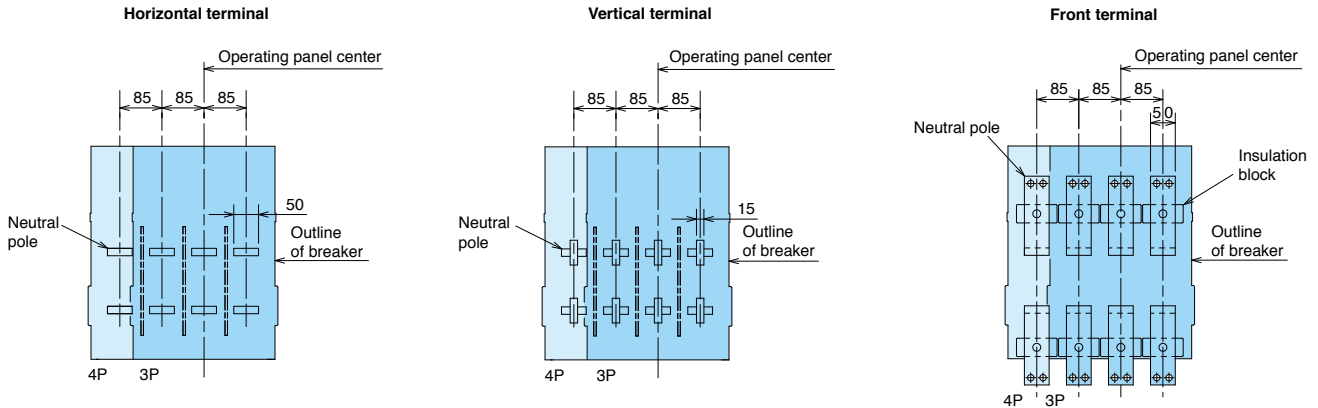 Horizontal terminal
Operating panel center
85 85 85
50
Neutral
pole
Outline
of breaker
4P 3P
Vertical terminal
Operating panel center
85 85 85
15
Neutral
pole
Outline
of breaker
4P 3P
Front terminal
Operating panel center
85 85 85
50
Neutral pole
Insulation
block
Outline
of breaker
4P 3P